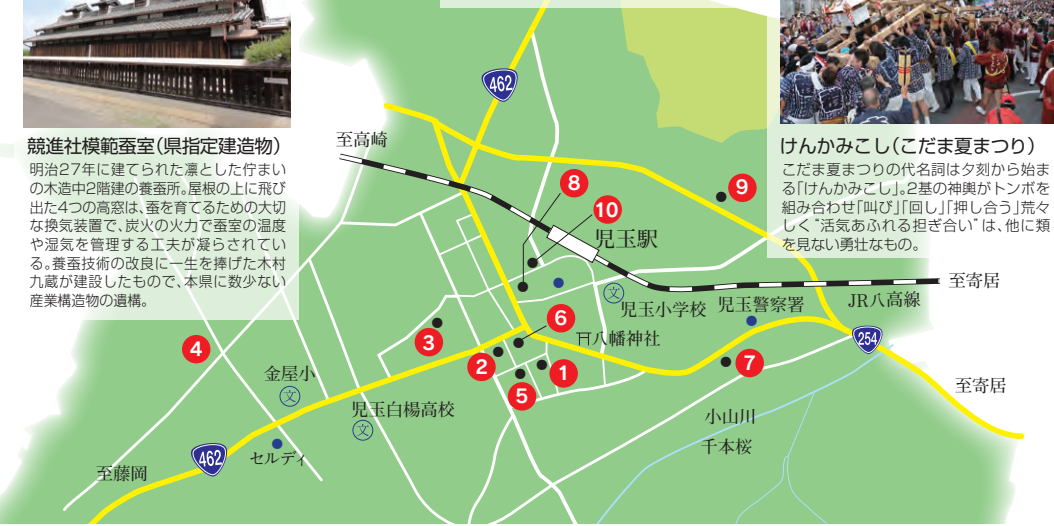 競進社模範蚕室(県指定建造物)
明治27年に建てられた凛とした佇まい
の木造中2階建の養蚕所。屋根の上に飛び
出た4つの高窓は、蚕を育てるための大切
な換気装置で、炭火の火力で蚕室の温度
や湿気を管理する工夫が凝らされてい
る。養蚕技術の改良に一生を捧げた木村
九蔵が建設したもので、本県に数少ない
産業構造物の遺構。
けんかみこし(こだま夏まつり)
こだま夏まつりの代名詞は夕刻から始ま
る「けんかみこし」。2基の神輿がトンボを
組み合わせ「叫び」「回し」「押し合う」荒々
しく“活気あふれる担ぎ合い”は、他に類
を見ない勇壮なもの。
462
至高崎
8
9
10
児玉駅
至寄居
JR八高線
文
児玉小学校
児玉警察署
3
6
八幡神社
4
254
2
1
7
5
金屋小
文
至寄居
児玉白楊高校
文
小山川
千本桜
462
セルディ
至藤岡